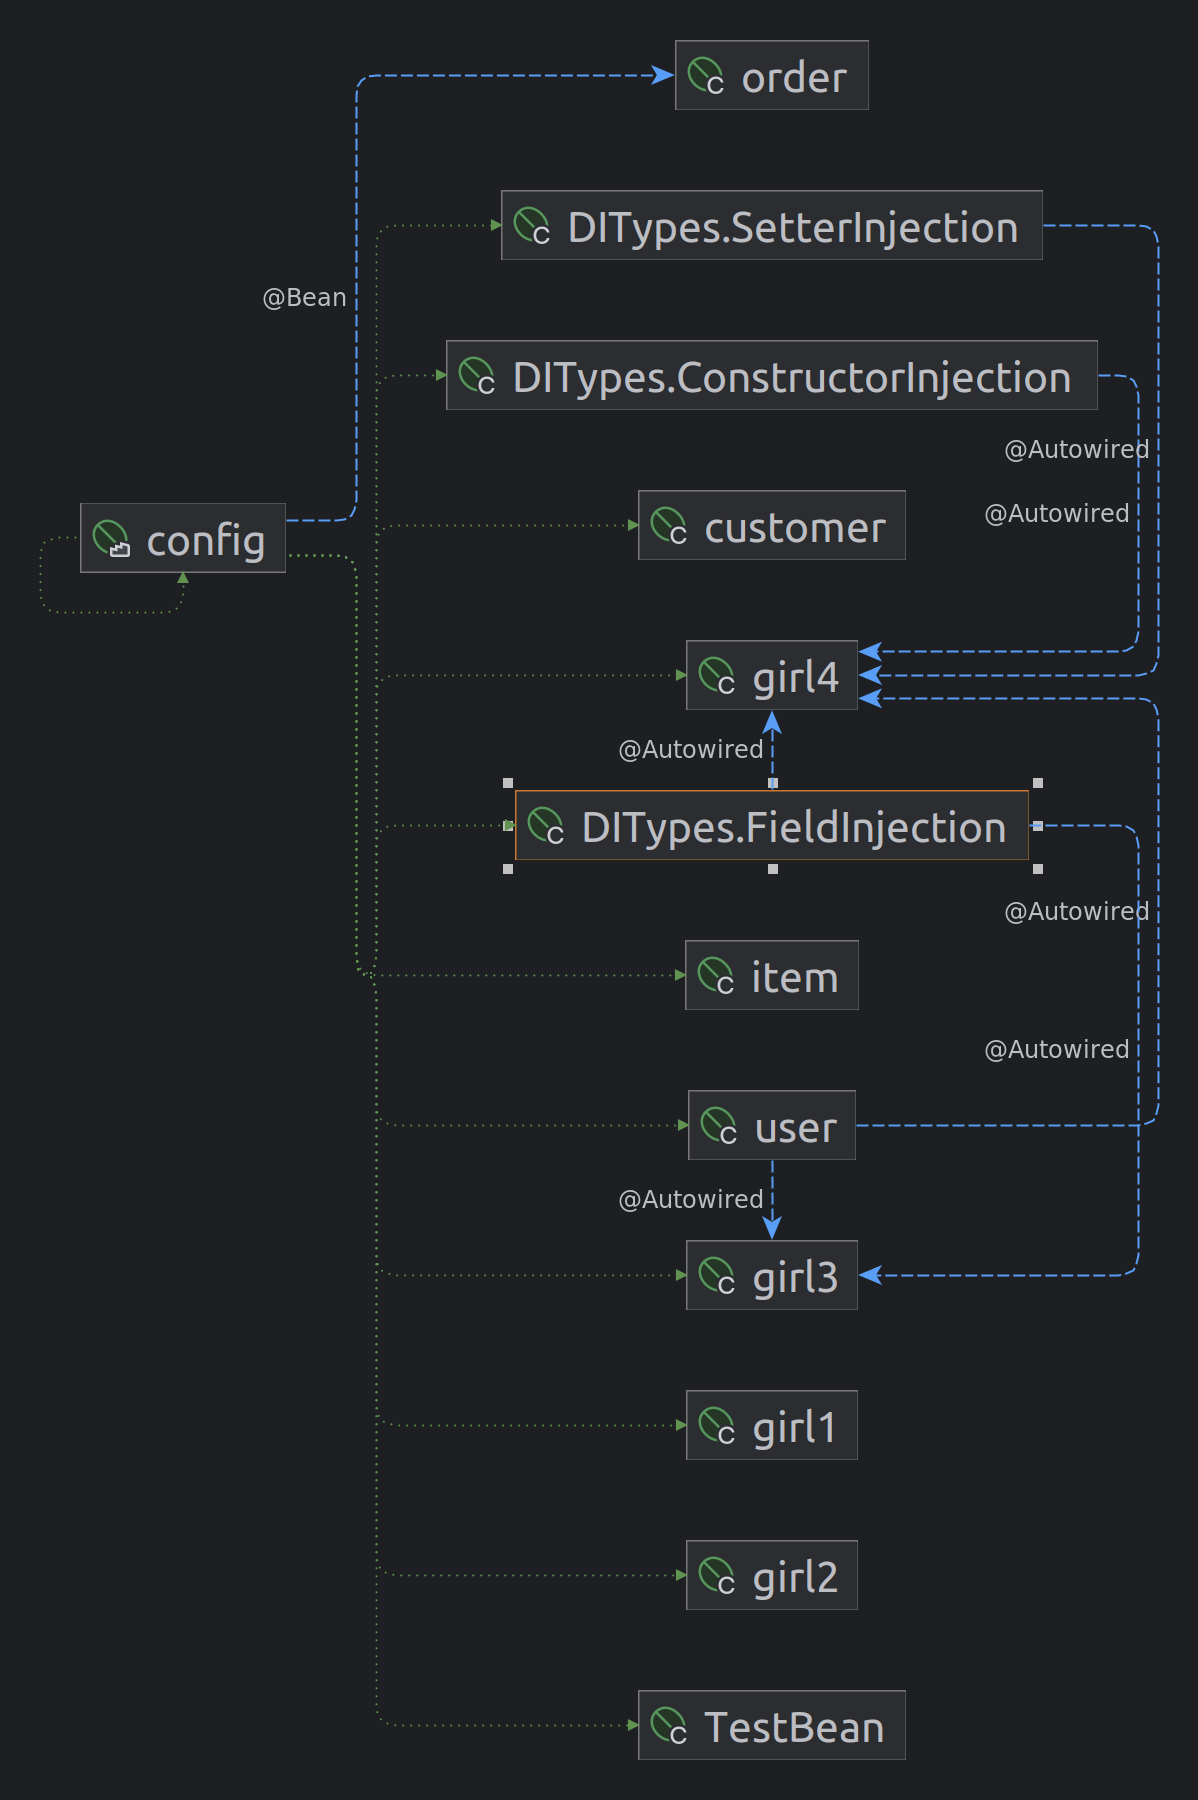 order
DITypes.SetterInjection
@Bean
DITypes.ConstructorInjection
@Autowired
@Autowired
customer
config
girl4
@Autowired
DITypes.FieldInjection
@Autowired
item
@Autowired
user
@Autowired
girl3
girl1
girl2
TestBean